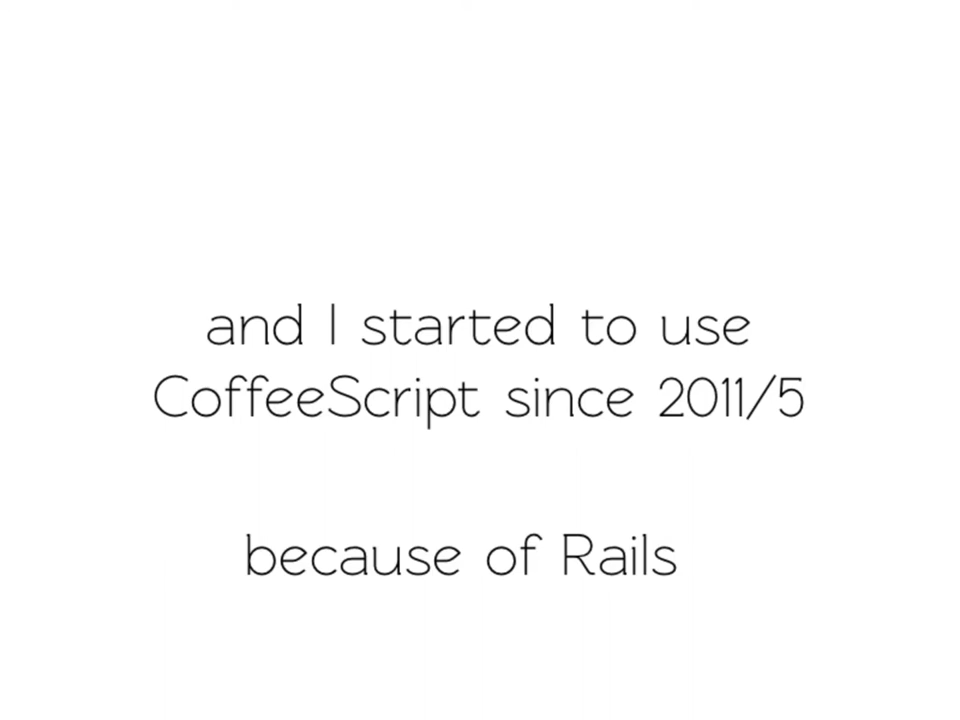 and I started to use
CoffeeScript since 2011/5
because of Rails